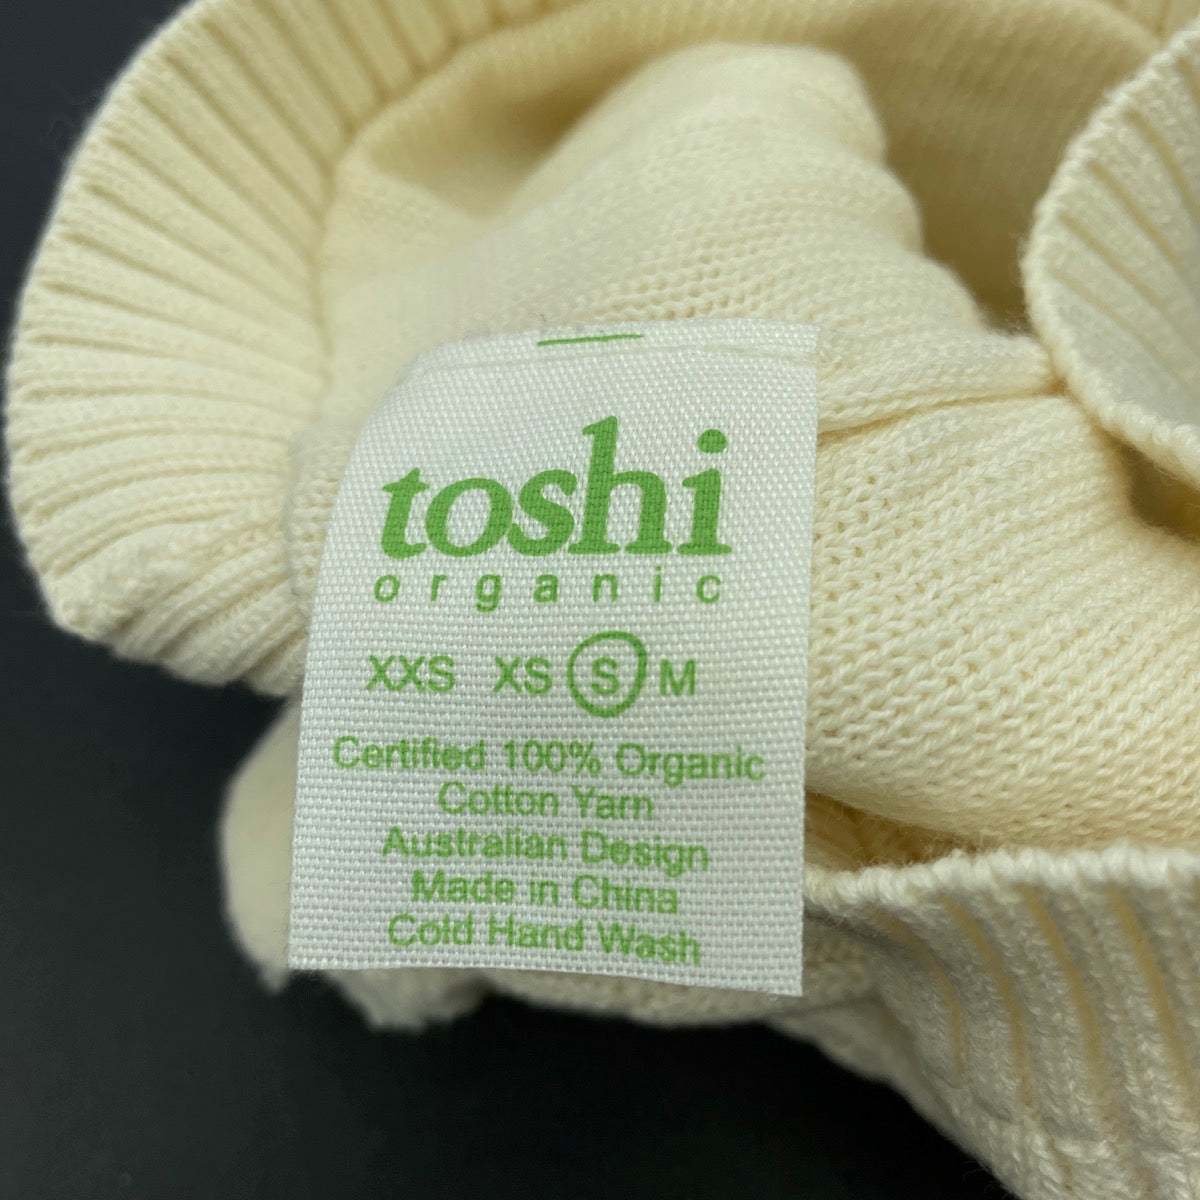 toshi
organic
XXS XS S M
Certified 100% Organic
Cotton Yarn
Australian Design
Made in China
Cold Hand Wash